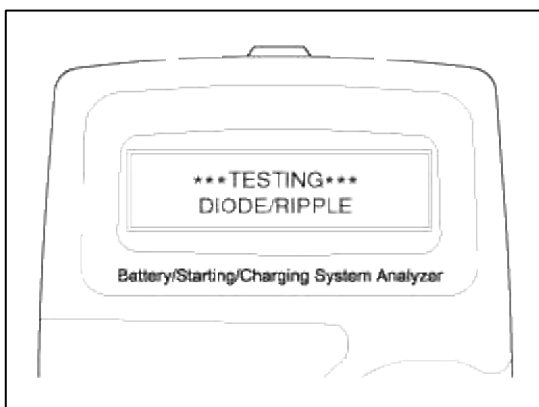 ***TESTING***
DIODE/RIPPLE
Battery/Starting/Charging System Analyzer